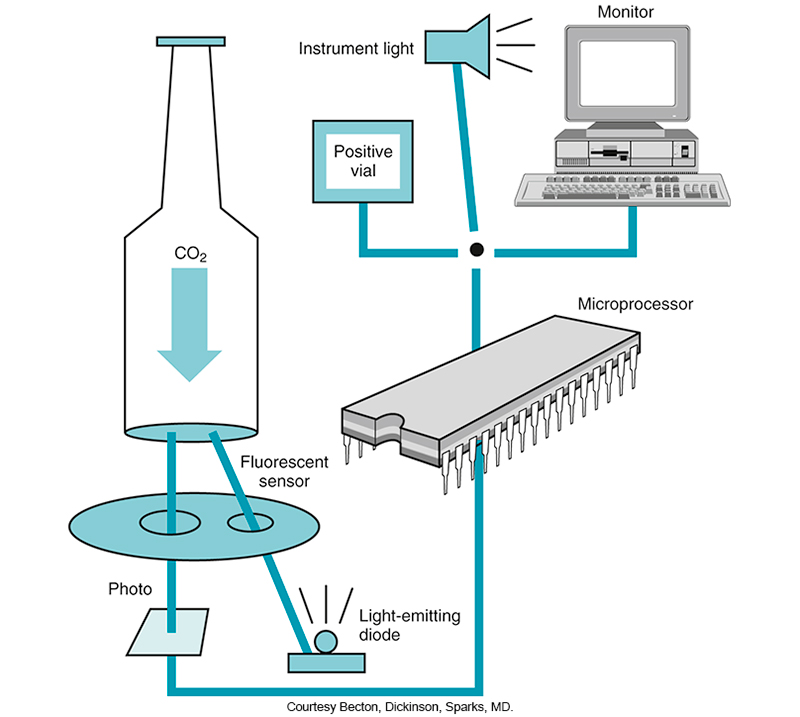 Monitor
Instrument light
Positive
vial
CO₂
Microprocessor
Fluorescent
sensor
Photo
Light-emitting
diode
Courtesy Becton, Dickinson, Sparks, MD.